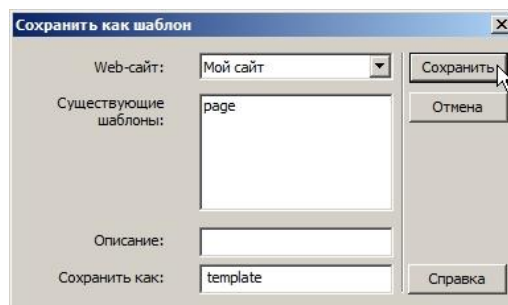 Сохранить как шаблон
Web-сайт:
Мой сайт
Сохранить
Существующие
шаблоны:
page
Отмена
Описание:
Сохранить как:
template
Справка